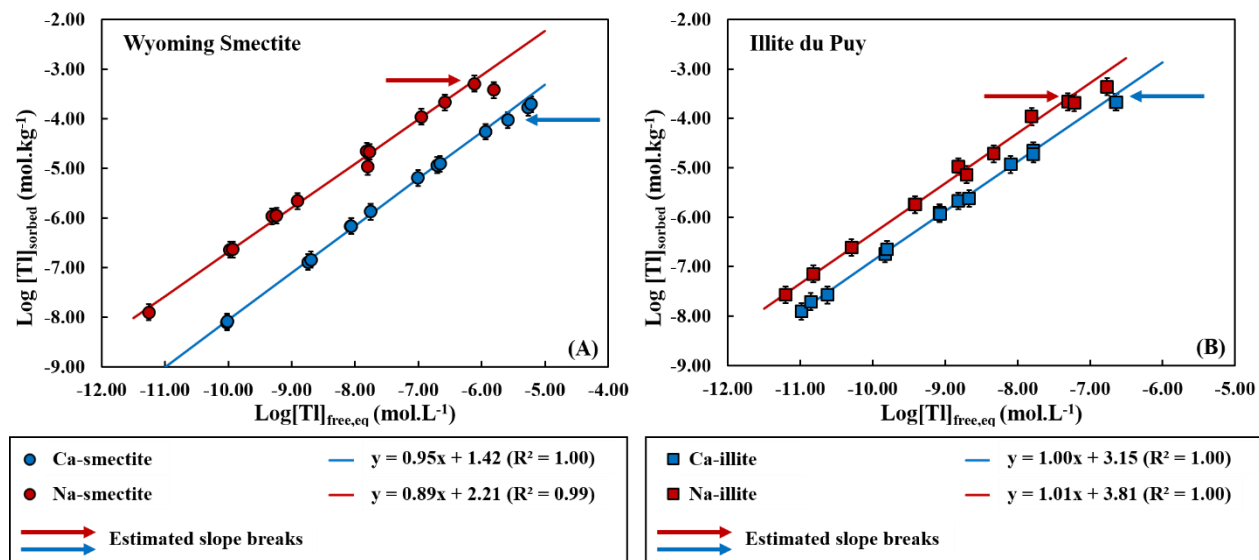 Wyoming Smectite
Log [Tl]sorbed (mol.kg-1)
-2.00
-3.00
-4.00
-5.00
-6.00
-7.00
-8.00
-9.00
-12.00 -11.00 -10.00 -9.00 -8.00 -7.00 -6.00 -5.00 -4.00
Log[Tl]free,eq (mol.L-1)
(A)
Illite du Puy
Log [Tl]sorbed (mol.kg-1)
-2.00
-3.00
-4.00
-5.00
-6.00
-7.00
-8.00
-9.00
-12.00 -11.00 -10.00 -9.00 -8.00 -7.00 -6.00 -5.00
Log[Tl]free,eq (mol.L-1)
(B)
Ca-smectite y = 0.95x + 1.42 (R² = 1.00)
Na-smectite y = 0.89x + 2.21 (R² = 0.99)
Estimated slope breaks
Ca-illite y = 1.00x + 3.15 (R² = 1.00)
Na-illite y = 1.01x + 3.81 (R² = 1.00)
Estimated slope breaks